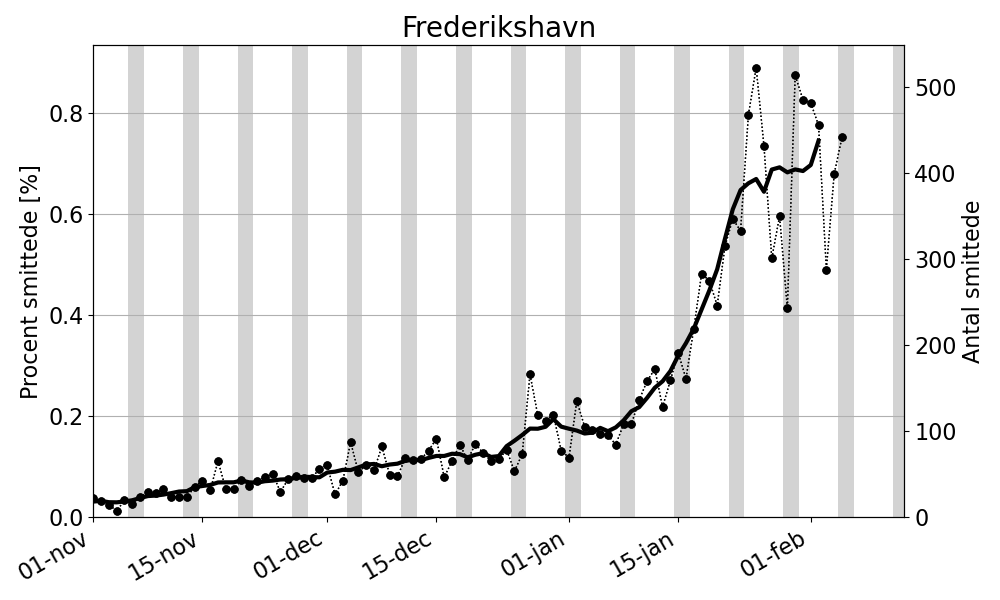 Frederikshavn
Procent smittede [%]
0.8
0.6
0.4
0.2
0.0
500
400
300
200
100
0
Antal smittede
01-nov
15-nov
01-dec
15-dec
01-jan
15-jan
01-feb